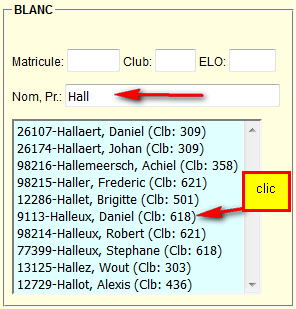 BLANC
Matricule: Club: ELO:
Nom, Pr.: Hall
26107-Hallaert, Daniel (Clb: 309)
26174-Hallaert, Johan (Clb: 309)
98216-Hallemeersch, Achiel (Clb: 358)
98215-Haller, Frederic (Clb: 621)
12286-Hallet, Brigitte (Clb: 501)
clic
9113-Halleux, Daniel (Clb: 618)
98214-Halleux, Robert (Clb: 621)
77399-Halleux, Stephane (Clb: 618)
13125-Hallez, Wout (Clb: 303)
12729-Hallot, Alexis (Clb: 436)